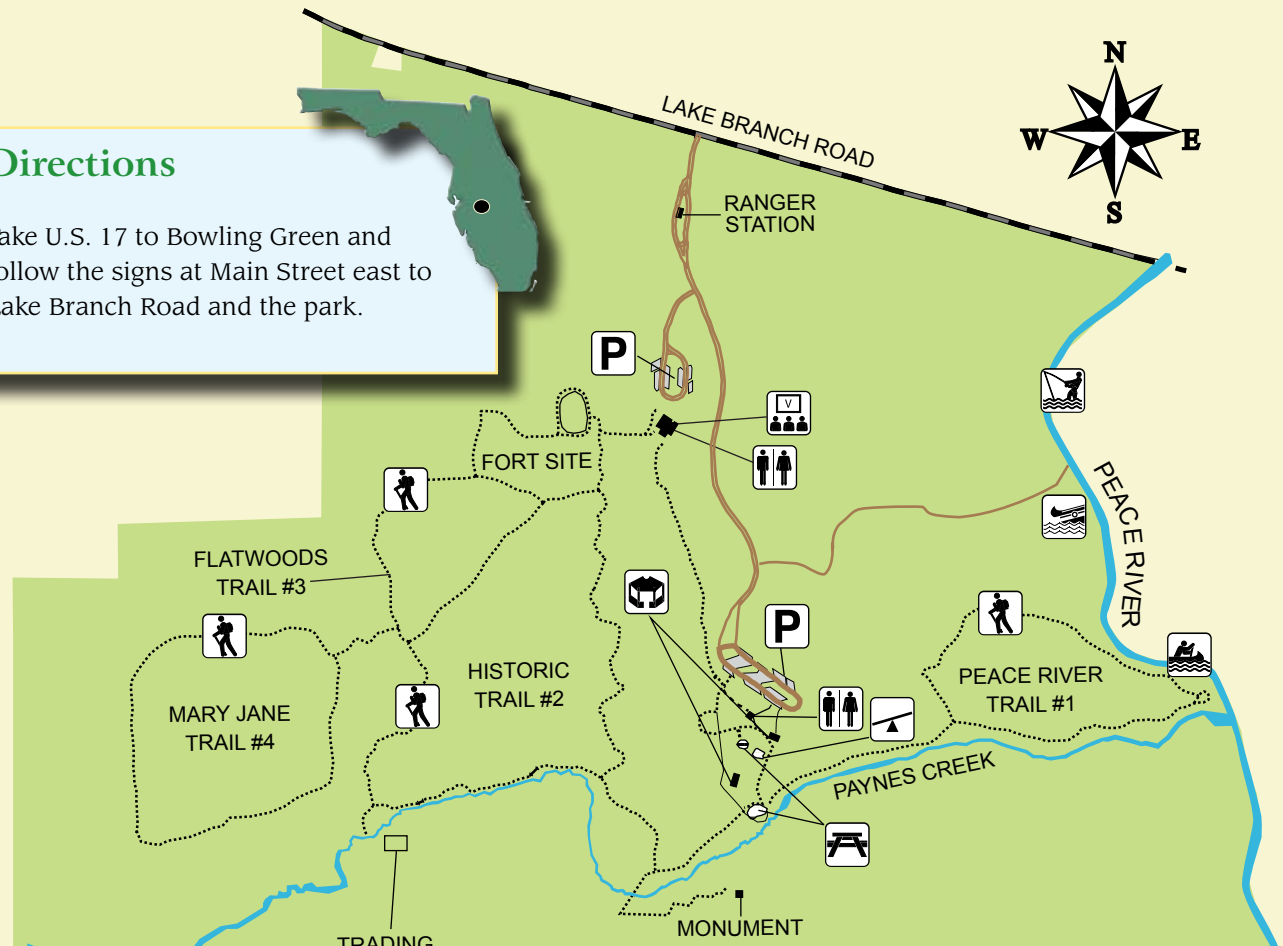 Directions
ake U.S. 17 to Bowling Green and
ollow the signs at Main Street east to
ake Branch Road and the park.
N
W
E
S
LAKE BRANCH ROAD
RANGER
STATION
P
V
FORT SITE
FLATWOODS
TRAIL #3
PEACE RIVER
P
HISTORIC
TRAIL #2
PEACE RIVER
TRAIL #1
MARY JANE
TRAIL #4
PAYNES CREEK
MONUMENT
TRADING